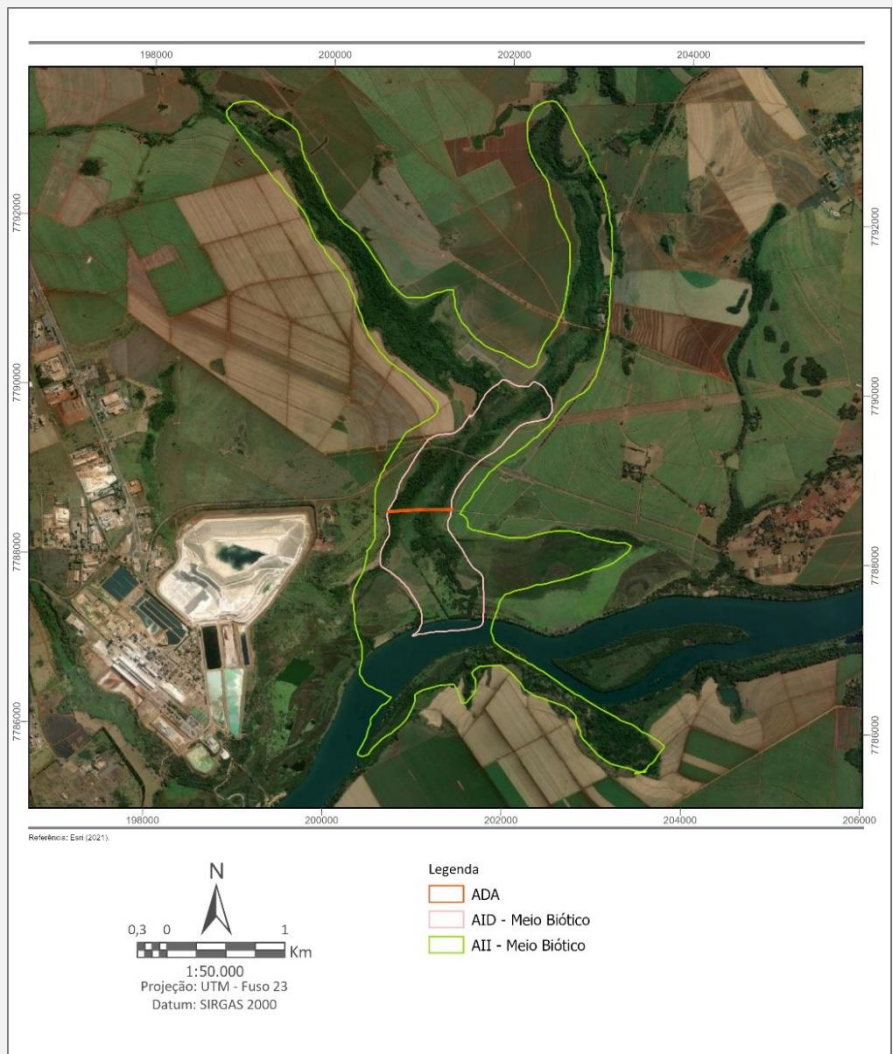 198000 200000 202000 204000
7792000 7792000
7790000 7790000
7788000 7788000
7786000 7786000
198000 200000 202000 204000 206000
Referência: Esri (2021).
N
0,3 0 1
Km
1:50.000
Projeção: UTM - Fuso 23
Datum: SIRGAS 2000
Legenda
ADA
AID - Meio Biótico
AII - Meio Biótico